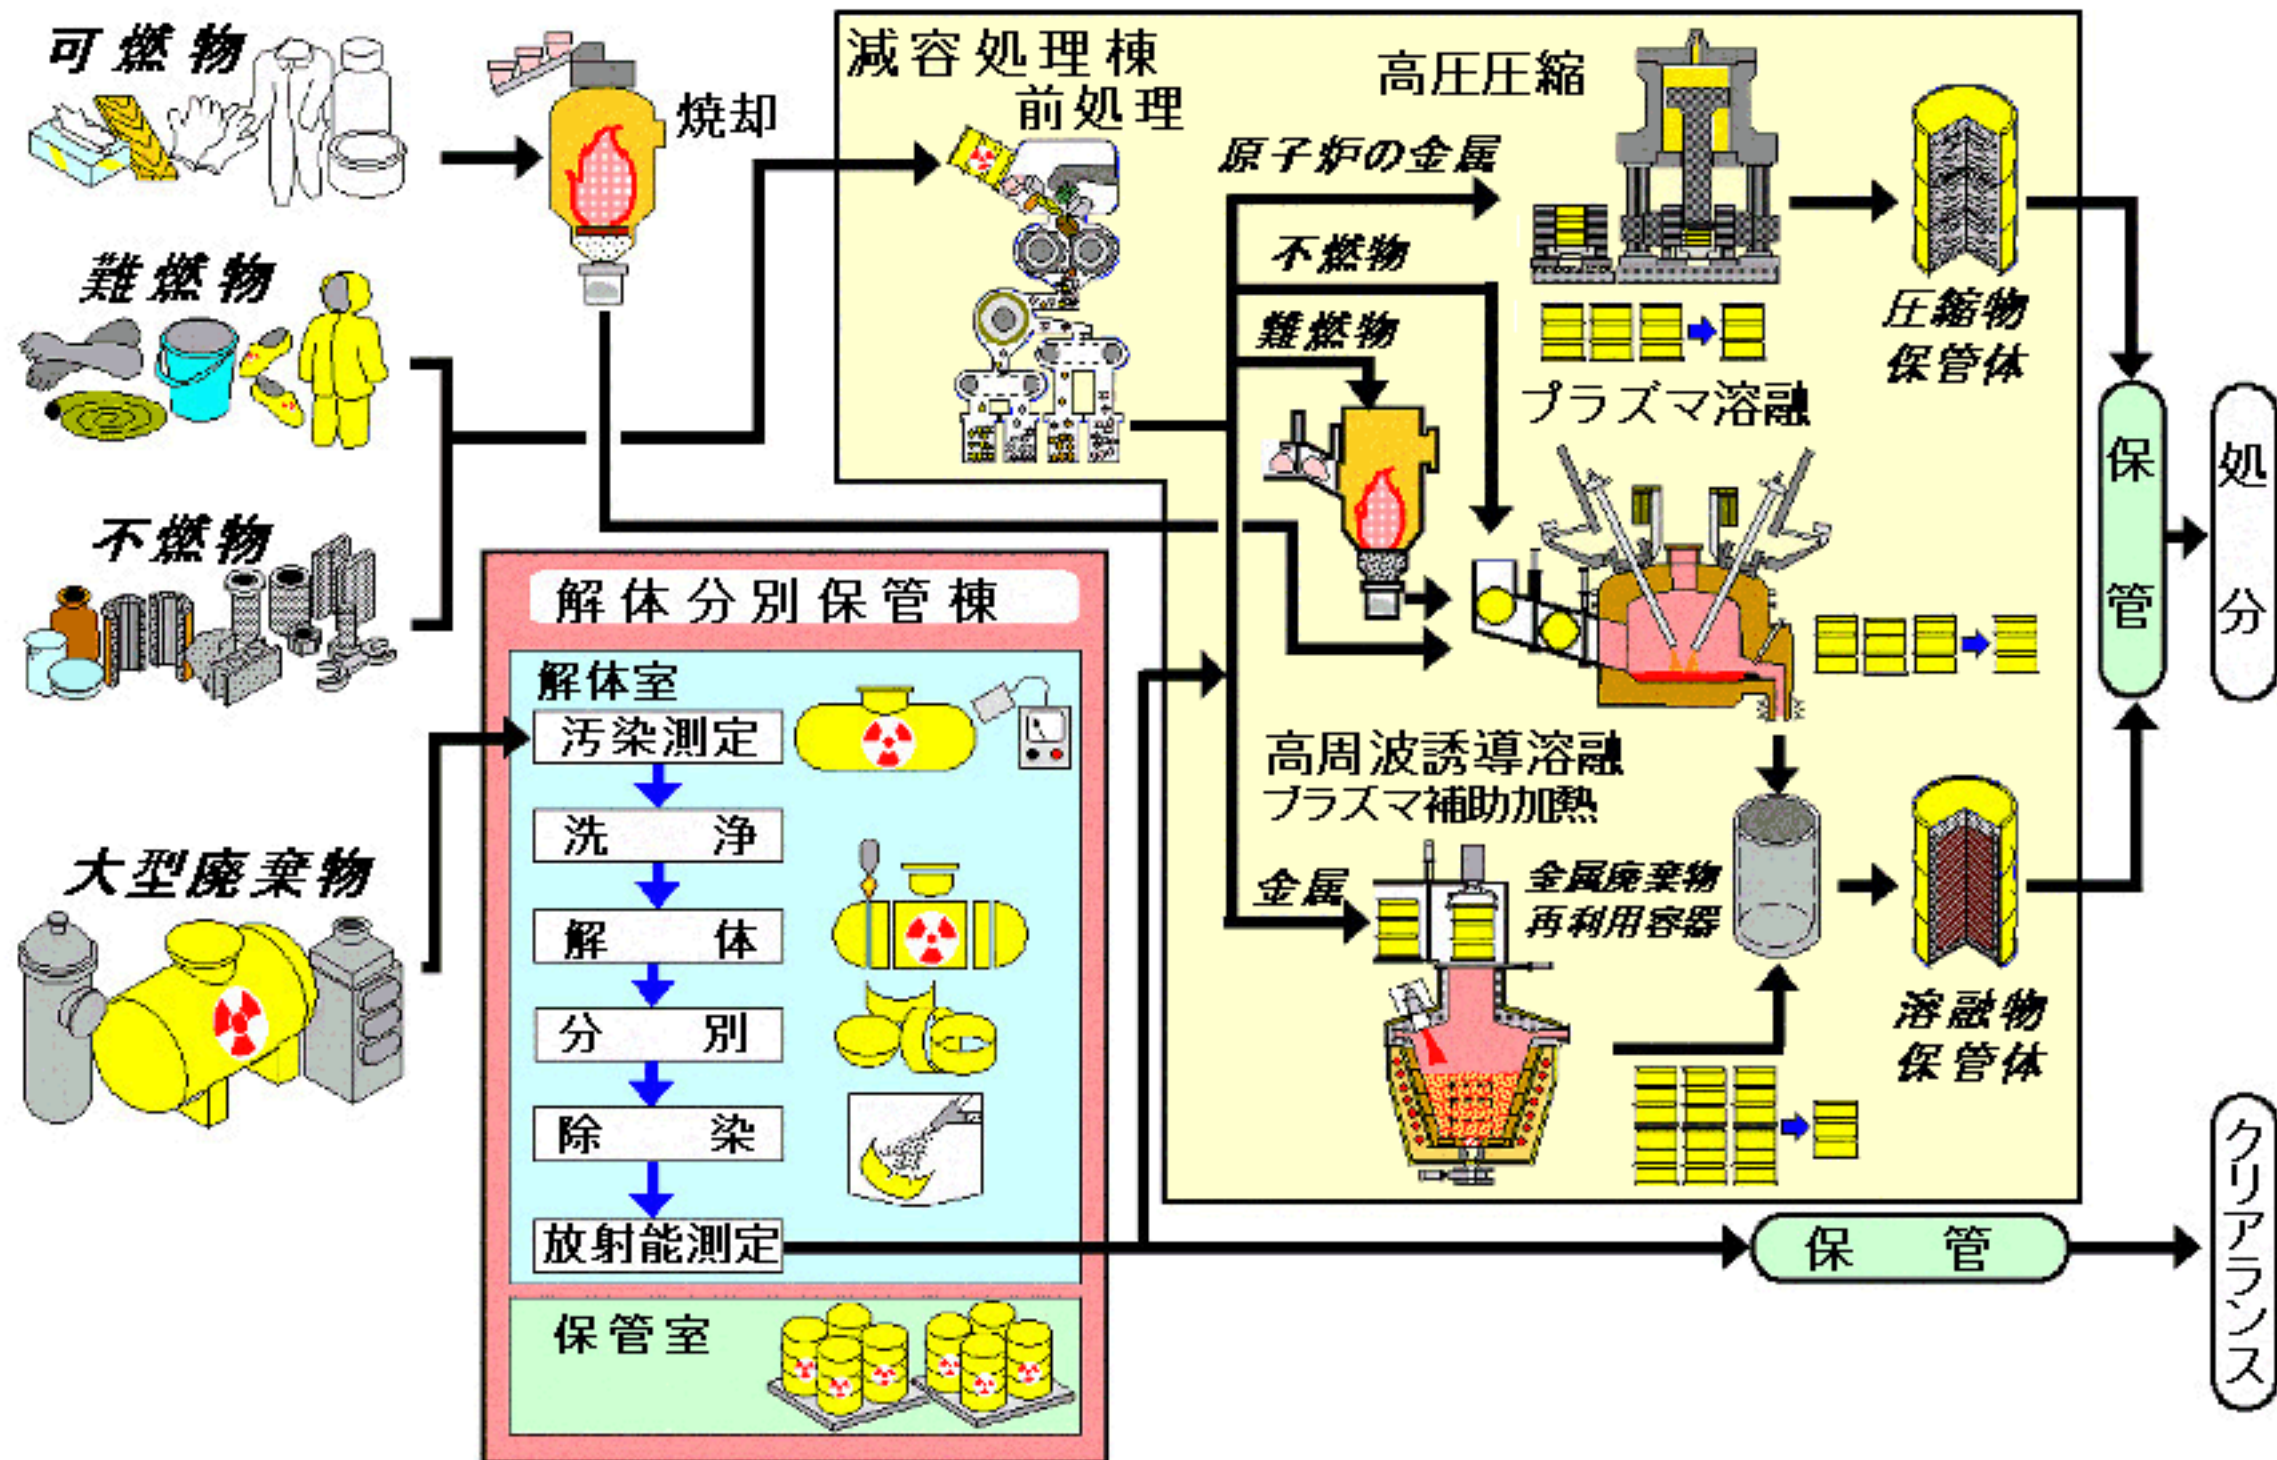 可燃物
焼却
難燃物
不燃物
大型廃棄物
減容処理棟
前処理
高圧圧縮
原子炉の金属
不燃物
難燃物
圧縮物
保管体
プラズマ溶融
高周波誘導溶融
プラズマ補助加熱
金属
金属廃棄物
再利用容器
溶融物
保管体
保管
処分
解体分別保管棟
解体室
汚染測定
洗浄
解体
分別
除染
放射能測定
保管室
保管
クリアランス